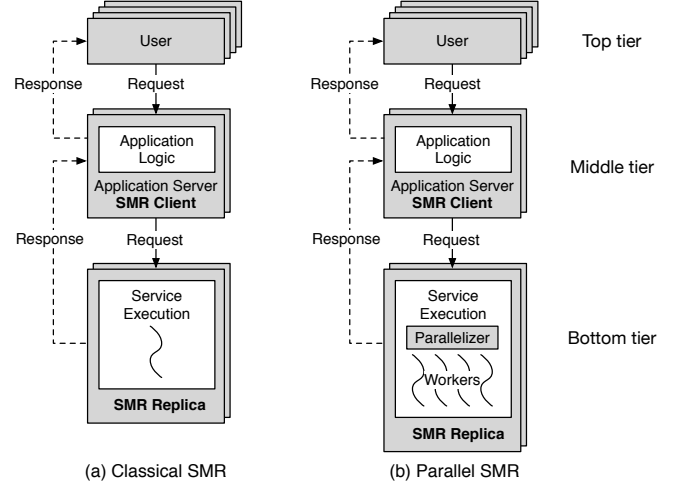 User
Response
Request
Application
Logic
Application Server
SMR Client
Response
Request
Service
Execution
SMR Replica
(a) Classical SMR
User
Response
Request
Application
Logic
Application Server
SMR Client
Response
Request
Service
Execution
Parallelizer
Workers
SMR Replica
(b) Parallel SMR
Top tier
Middle tier
Bottom tier